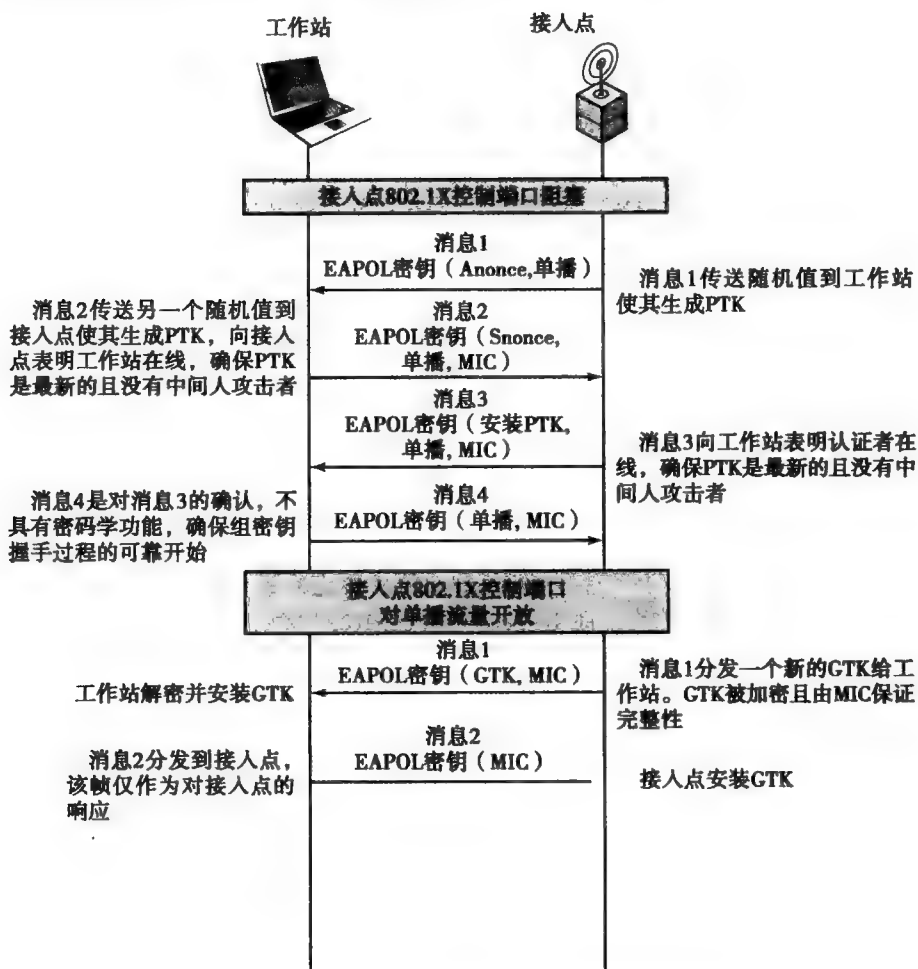 工作站
接入点
接入点802.1X控制端口阻塞
消息1
EAPOL密钥（Anonce,单播）
消息1传送随机值到工作站
使其生成PTK
消息2传送另一个随机值到
接入点使其生成PTK，向接入
点表明工作站在线，确保PTK
是最新的且没有中间人攻击者
消息2
EAPOL密钥（Snonce,
单播, MIC）
消息3
EAPOL密钥（安装PTK,
单播, MIC）
消息3向工作站表明认证者在
线，确保PTK是最新的且没有中
间人攻击者
消息4是对消息3的确认，不
具有密码学功能，确保组密钥
握手过程的可靠开始
消息4
EAPOL密钥（单播, MIC）
接入点802.1X控制端口
对单播流量开放
消息1
EAPOL密钥（GTK, MIC）
消息1分发一个新的GTK给工
作站。GTK被加密且由MIC保证
完整性
工作站解密并安装GTK
消息2
EAPOL密钥（MIC）
消息2分发到接入点，
该帧仅作为对接入点的
响应
接入点安装GTK